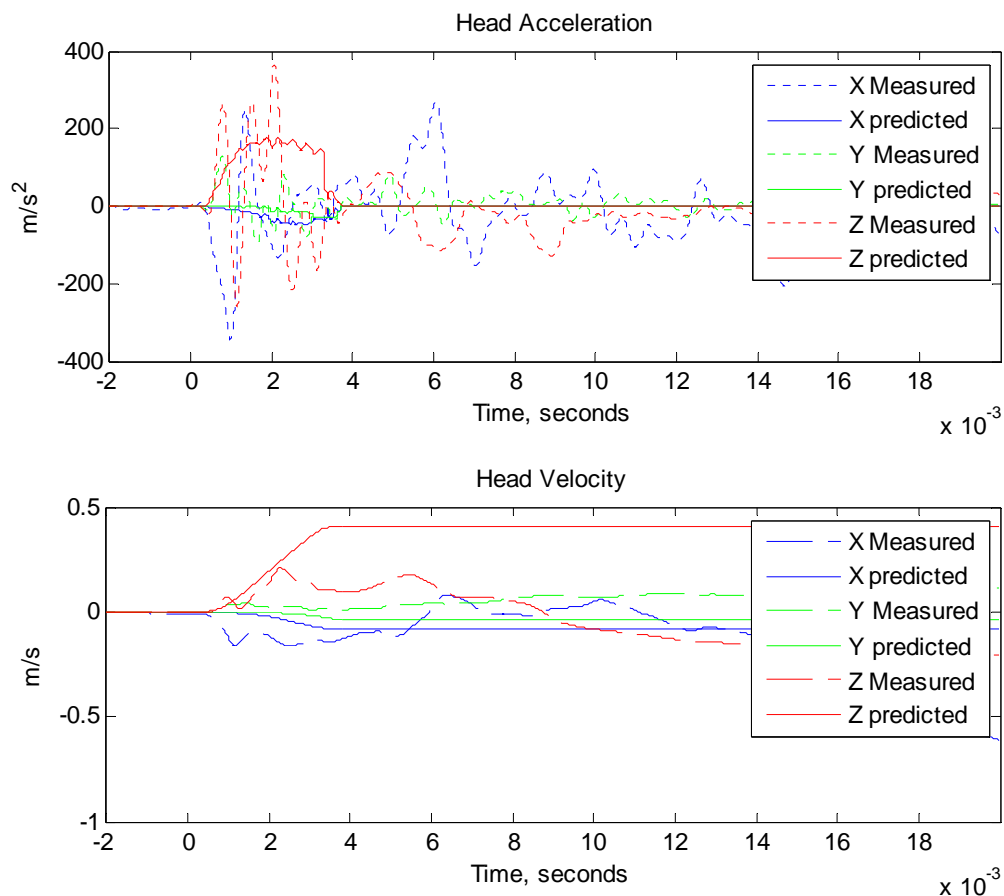 Head Acceleration
400
200
0
-200
-400
m/s²
-2 0 2 4 6 8 10 12 14 16 18
Time, seconds
x 10⁻³
X Measured
X predicted
Y Measured
Y predicted
Z Measured
Z predicted
Head Velocity
0.5
0
-0.5
-1
m/s
-2 0 2 4 6 8 10 12 14 16 18
Time, seconds
x 10⁻³
X Measured
X predicted
Y Measured
Y predicted
Z Measured
Z predicted